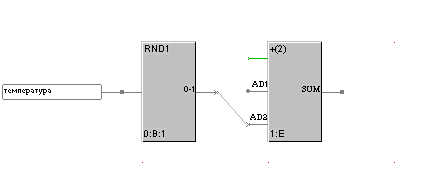 RND1
+(2)
температура
0-1
AD1
SUM
AD2
0:B:1
1:E